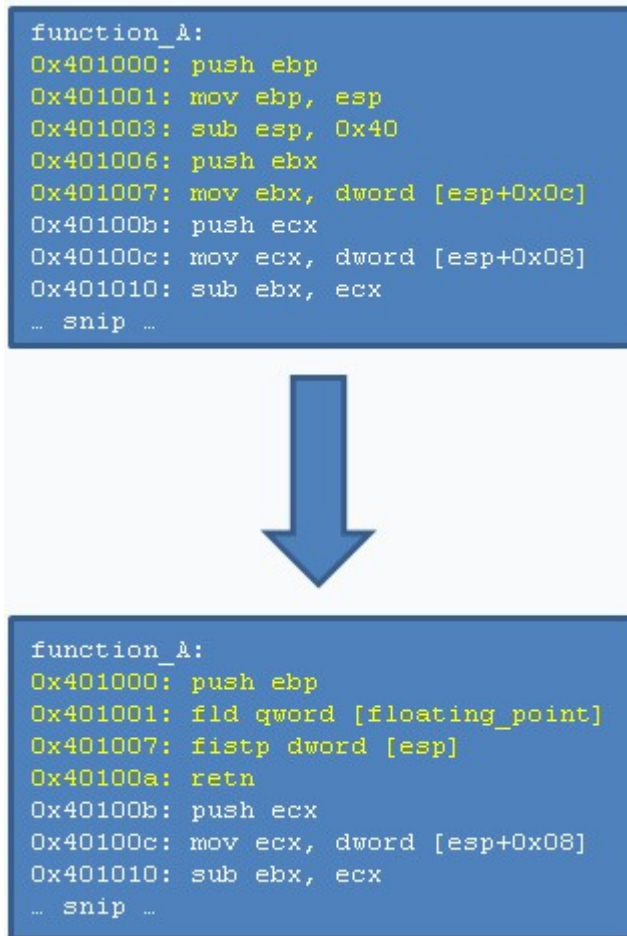 function_A:
0x401000: push ebp
0x401001: mov ebp, esp
0x401003: sub esp, 0x40
0x401006: push ebx
0x401007: mov ebx, dword [esp+0x0c]
0x40100b: push ecx
0x40100c: mov ecx, dword [esp+0x08]
0x401010: sub ebx, ecx
… snip …
function_A:
0x401000: push ebp
0x401001: fld qword [floating_point]
0x401007: fistp dword [esp]
0x40100a: retn
0x40100b: push ecx
0x40100c: mov ecx, dword [esp+0x08]
0x401010: sub ebx, ecx
… snip …